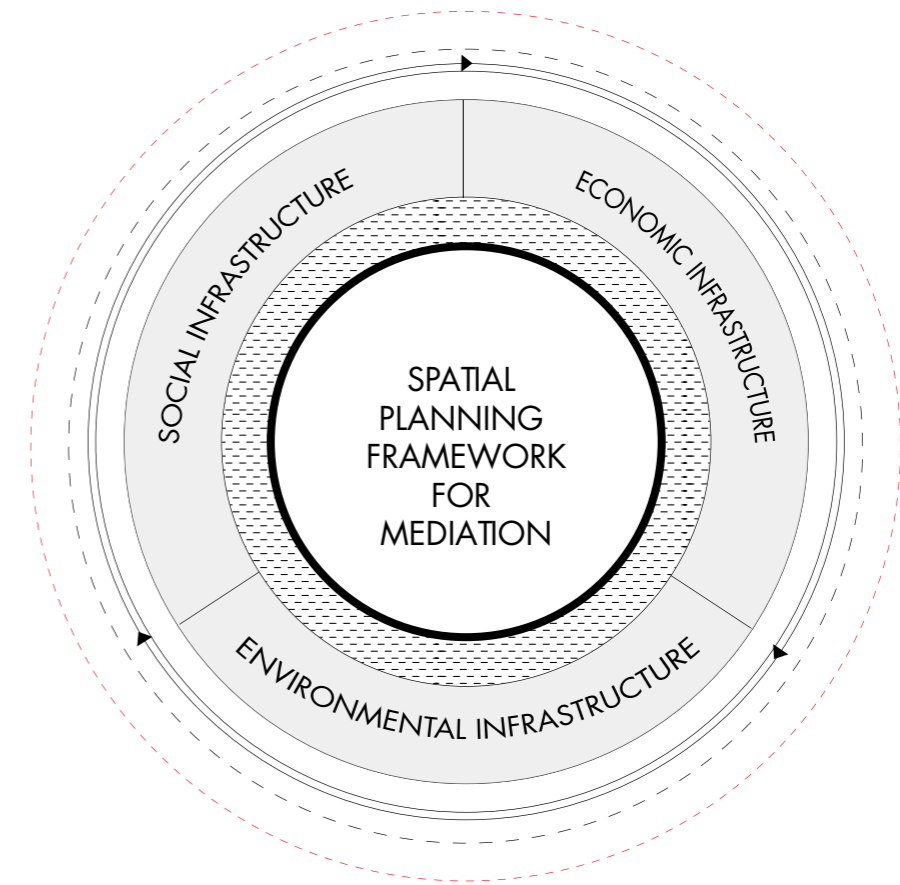 SOCIAL INFRASTRUCTURE
ECONOMIC INFRASTRUCTURE
SPATIAL
PLANNING
FRAMEWORK
FOR
MEDIATION
ENVIRONMENTAL INFRASTRUCTURE